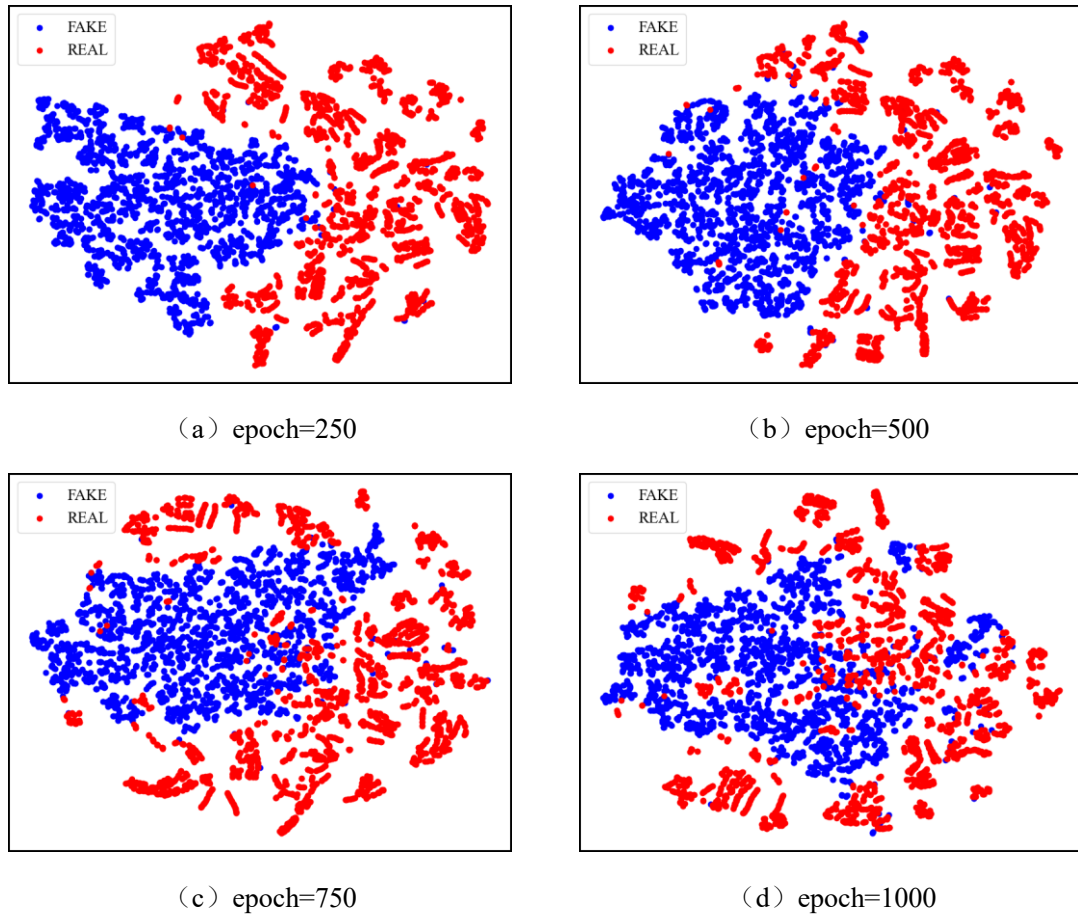 FAKE
REAL
FAKE
REAL
（a）epoch=250
（b）epoch=500
FAKE
REAL
FAKE
REAL
（c）epoch=750
（d）epoch=1000